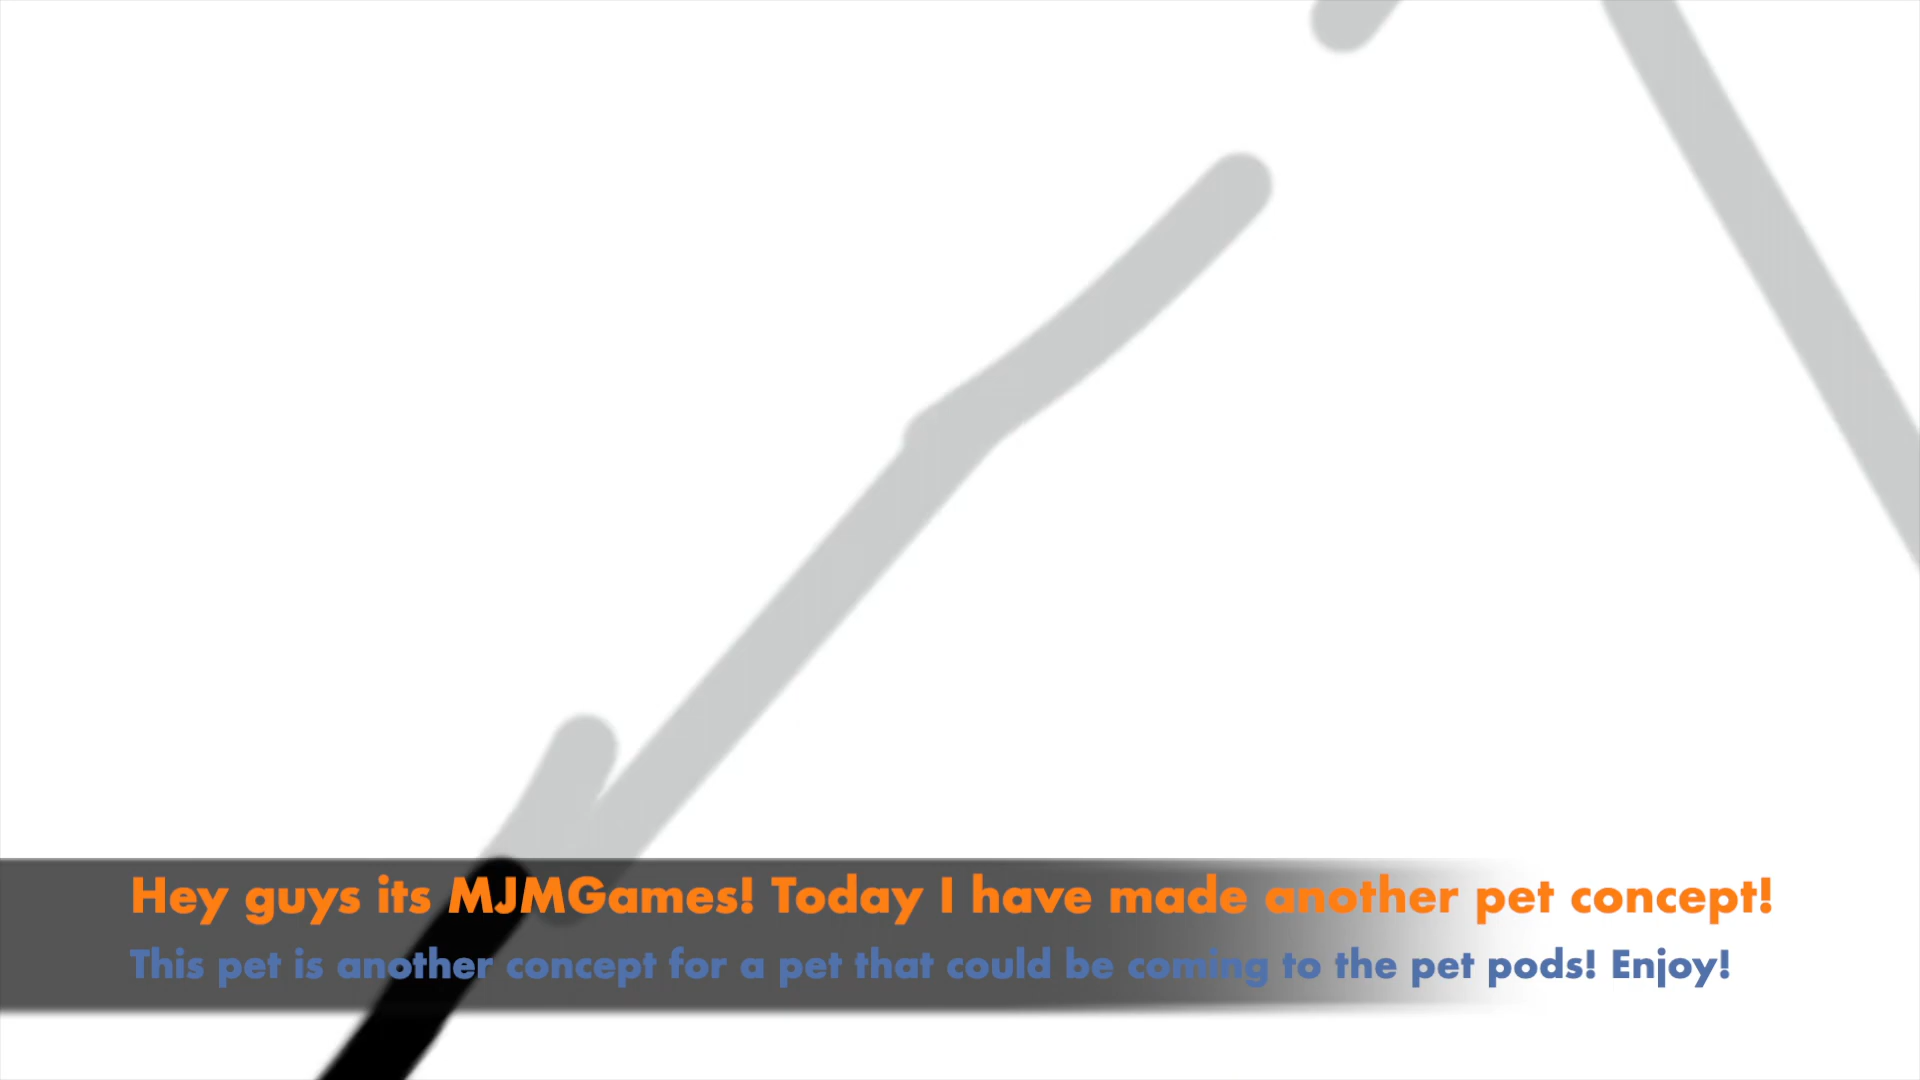 Hey guys its MJMGames! Today I have made another pet concept!
This pet is another concept for a pet that could be coming to the pet pods! Enjoy!